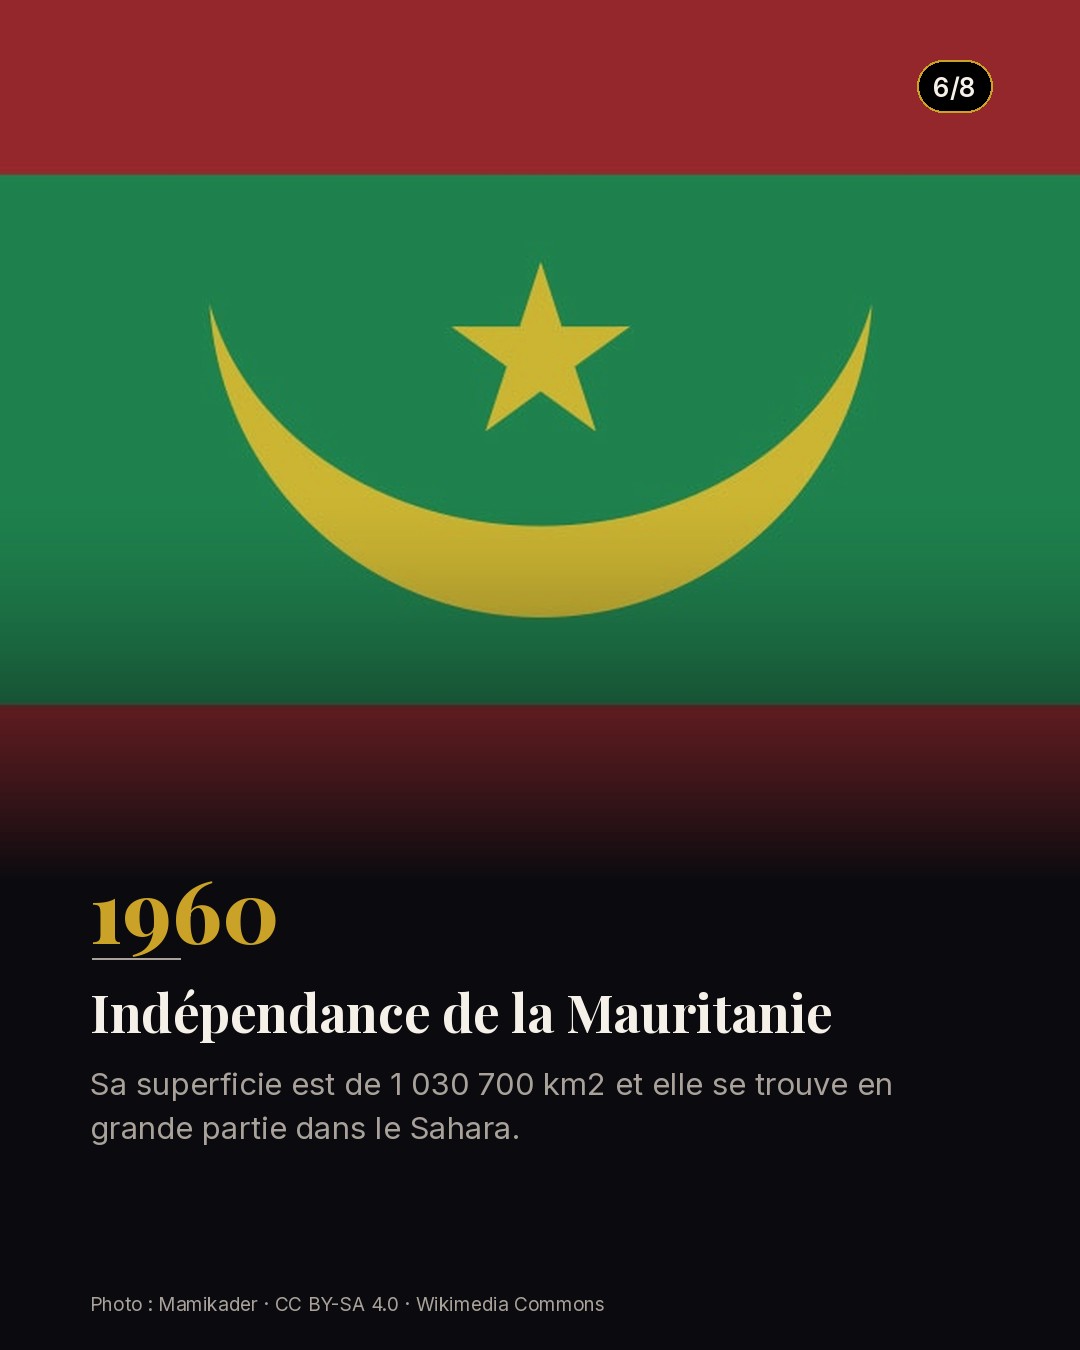 6/8
1960
Indépendance de la Mauritanie
Sa superficie est de 1 030 700 km2 et elle se trouve en
grande partie dans le Sahara.
Photo : Mamikader · CC BY-SA 4.0 · Wikimedia Commons